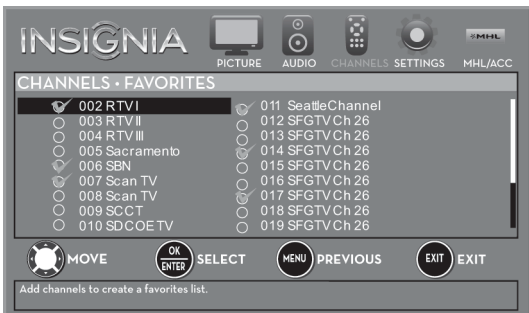 INSIGNIA
PICTURE AUDIO CHANNELS SETTINGS MHL MHL/ACC
CHANNELS • FAVORITES
002 RTV I
003 RTV II
004 RTV III
005 Sacramento
006 SBN
007 Scan TV
008 Scan TV
009 SCCT
010 SDCOE TV
011 SeattleChannel
012 SFGTV Ch 26
013 SFGTV Ch 26
014 SFGTV Ch 26
015 SFGTV Ch 26
016 SFGTV Ch 26
017 SFGTV Ch 26
018 SFGTV Ch 26
019 SFGTV Ch 26
MOVE OK ENTER SELECT MENU PREVIOUS EXIT EXIT
Add channels to create a favorites list.